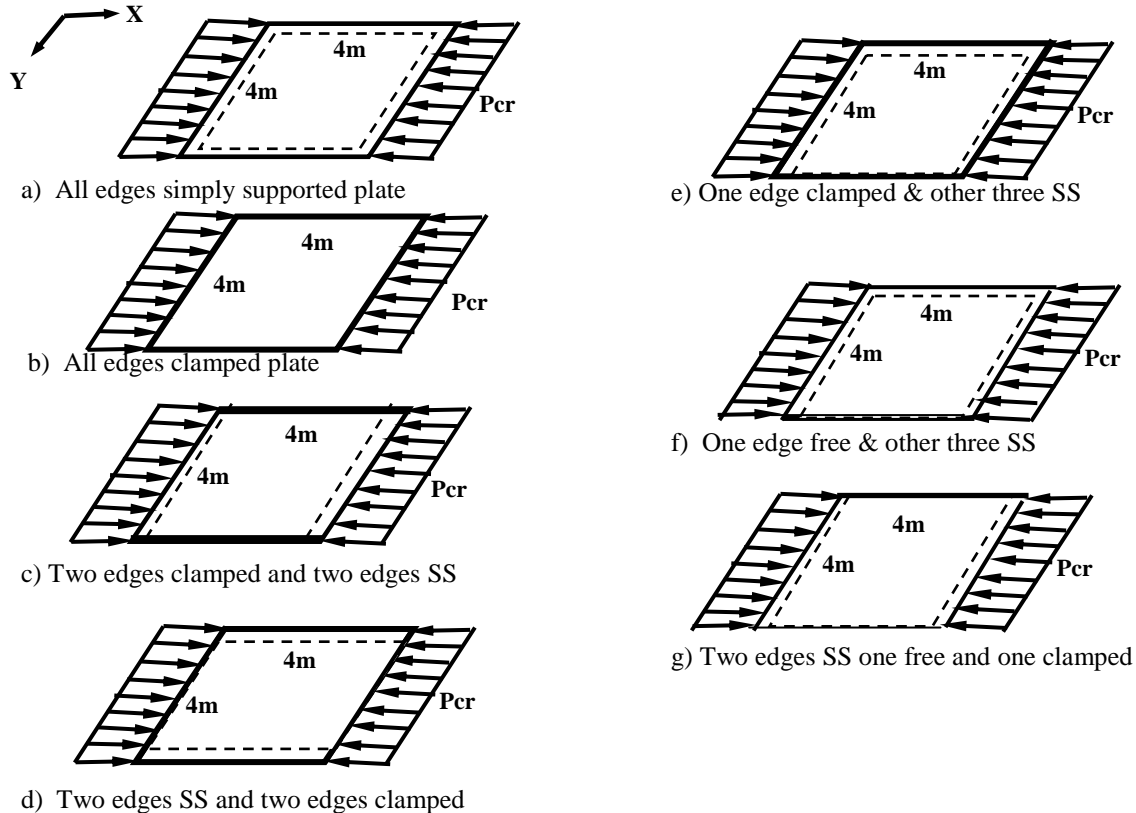 X
Y
4m
4m
Pcr
a) All edges simply supported plate
4m
4m
Pcr
b) All edges clamped plate
4m
4m
Pcr
c) Two edges clamped and two edges SS
4m
4m
Pcr
d) Two edges SS and two edges clamped
4m
4m
Pcr
e) One edge clamped & other three SS
4m
4m
Pcr
f) One edge free & other three SS
4m
4m
Pcr
g) Two edges SS one free and one clamped